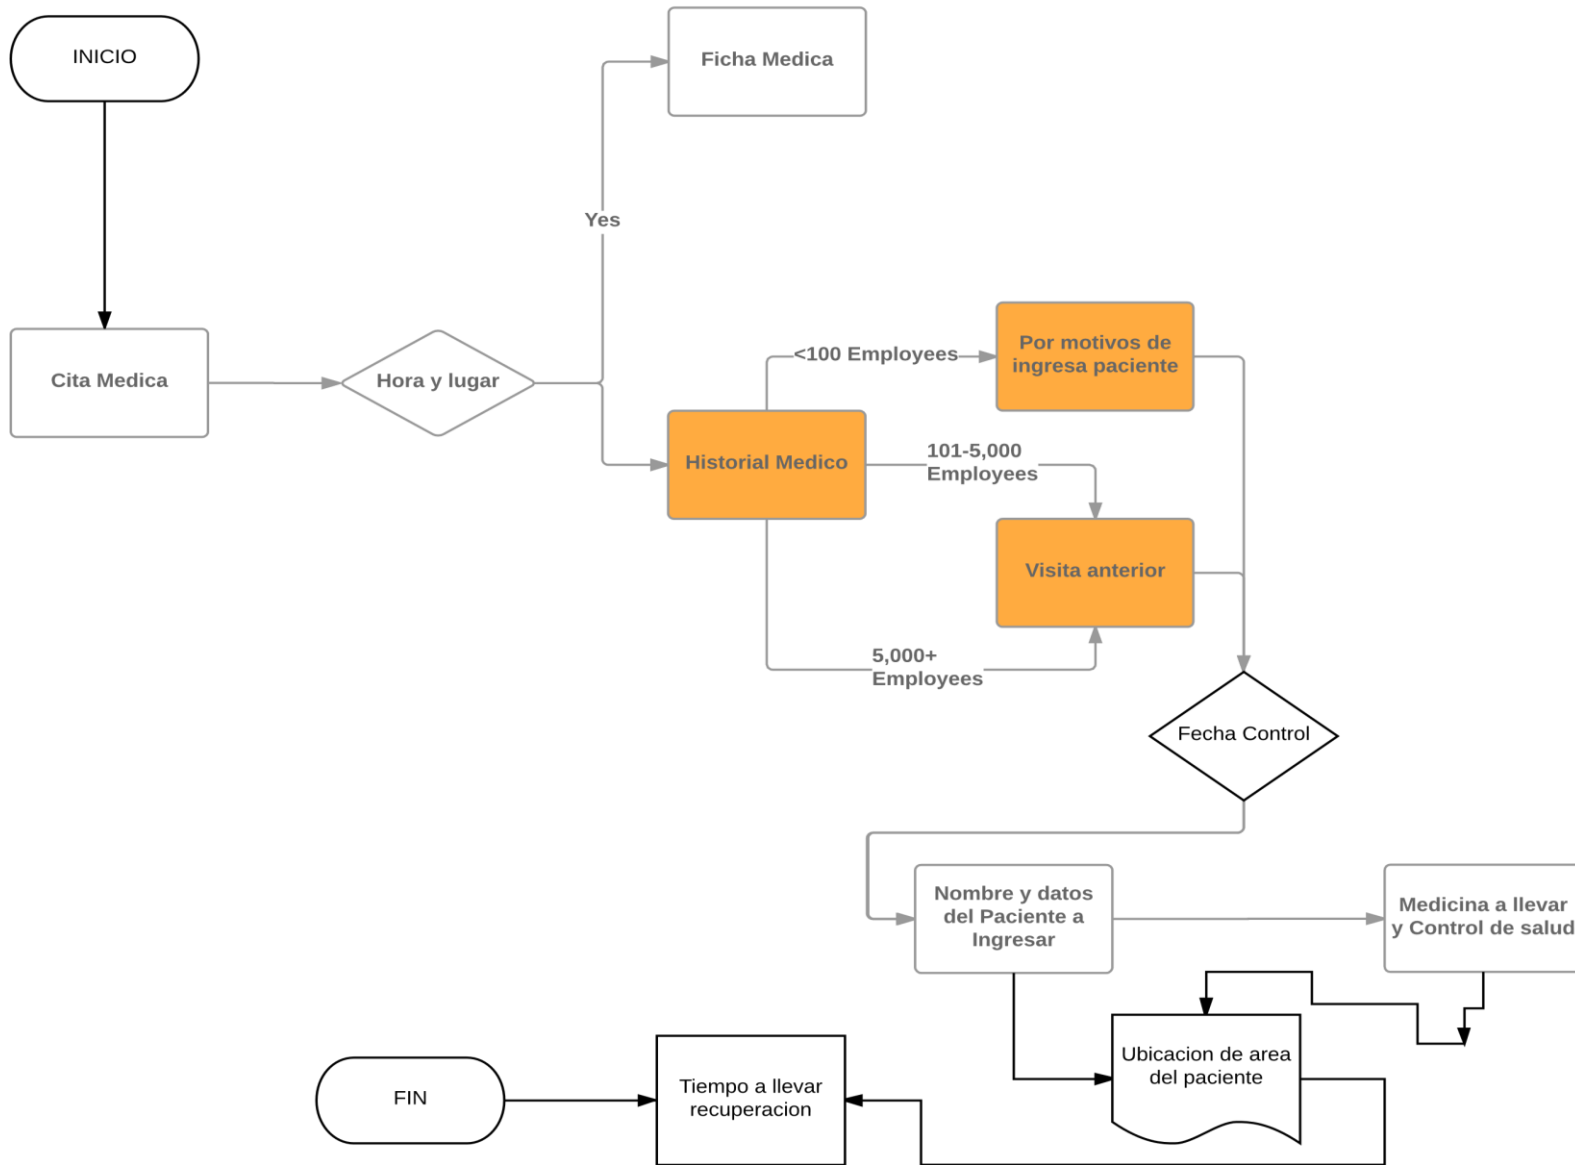 INICIO
Ficha Medica
Yes
Cita Medica
Hora y lugar
<100 Employees
Por motivos de
ingresa paciente
Historial Medico
101-5,000
Employees
Visita anterior
5,000+
Employees
Fecha Control
Nombre y datos
del Paciente a
Ingresar
Medicina a llevar
y Control de salud
Ubicacion de area
del paciente
Tiempo a llevar
recuperacion
FIN